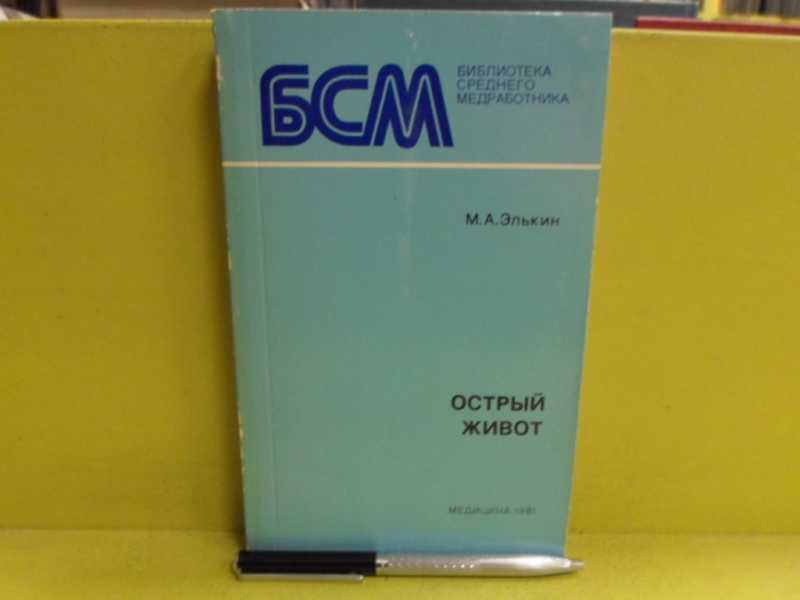 БСМ
БИБЛИОТЕКА
СРЕДНЕГО
МЕДРАБОТНИКА
М.А.Элькин
ОСТРЫЙ
ЖИВОТ
МЕДИЦИНА·1981